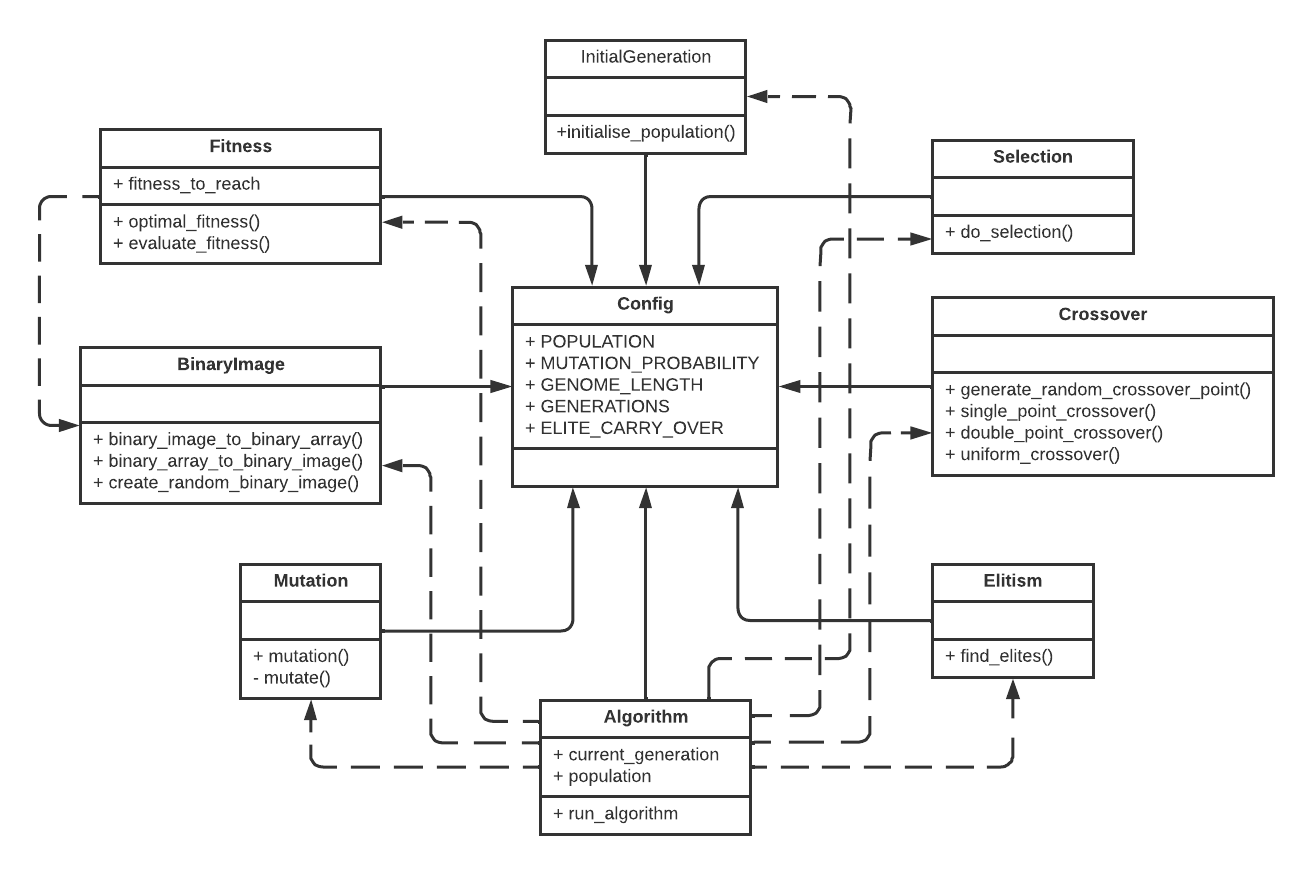 InitialGeneration
+initialise_population()
Fitness
+ fitness_to_reach
+ optimal_fitness()
+ evaluate_fitness()
Selection
+ do_selection()
Config
+ POPULATION
+ MUTATION_PROBABILITY
+ GENOME_LENGTH
+ GENERATIONS
+ ELITE_CARRY_OVER
Crossover
+ generate_random_crossover_point()
+ single_point_crossover()
+ double_point_crossover()
+ uniform_crossover()
BinaryImage
+ binary_image_to_binary_array()
+ binary_array_to_binary_image()
+ create_random_binary_image()
Mutation
+ mutation()
- mutate()
Elitism
+ find_elites()
Algorithm
+ current_generation
+ population
+ run_algorithm